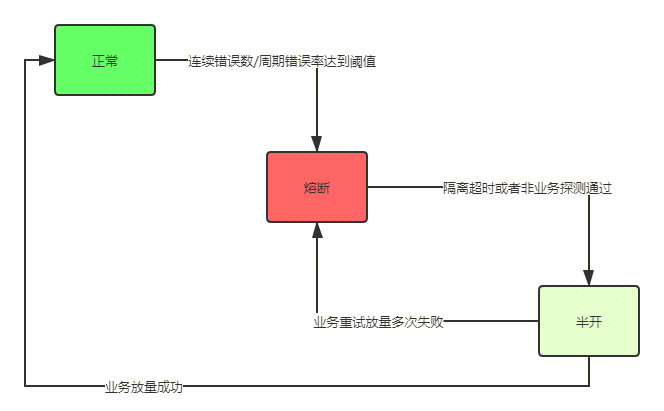 正常
连续错误数/周期错误率达到阈值
熔断
隔离超时或者非业务探测通过
业务重试放量多次失败
半开
业务放量成功